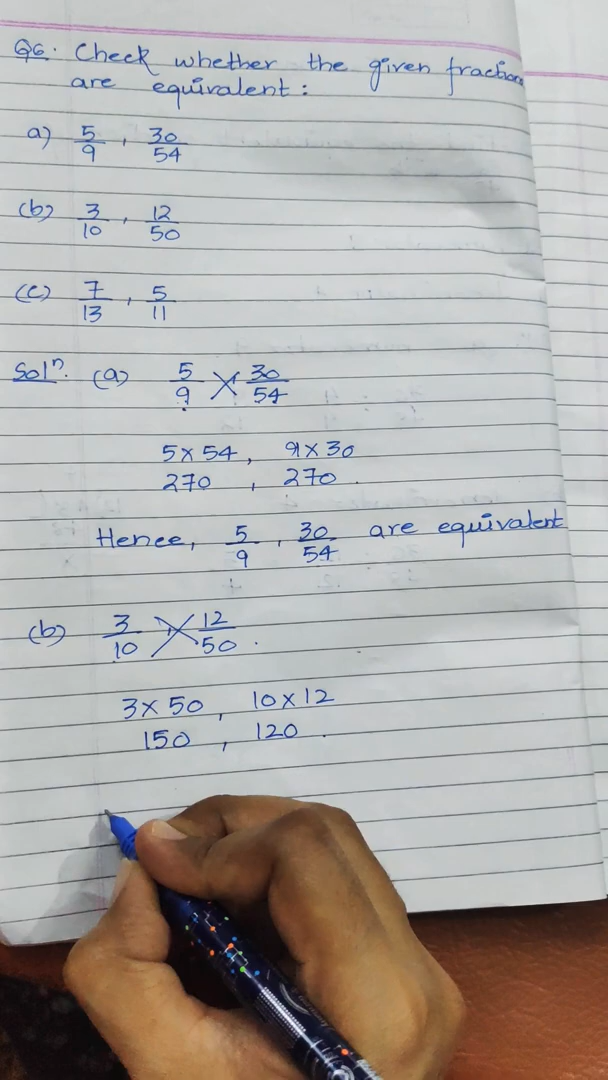 Q6. Check whether the given fractions
are equivalent:
a) 5/9, 30/54
(b) 3/10, 12/50
(c) 7/13, 5/11
Solⁿ. (a) 5/9 × 30/54
5 × 54, 9 × 30
270, 270.
Hence, 5/9, 30/54 are equivalent
(b) 3/10 × 12/50.
3 × 50, 10 × 12
150, 120.